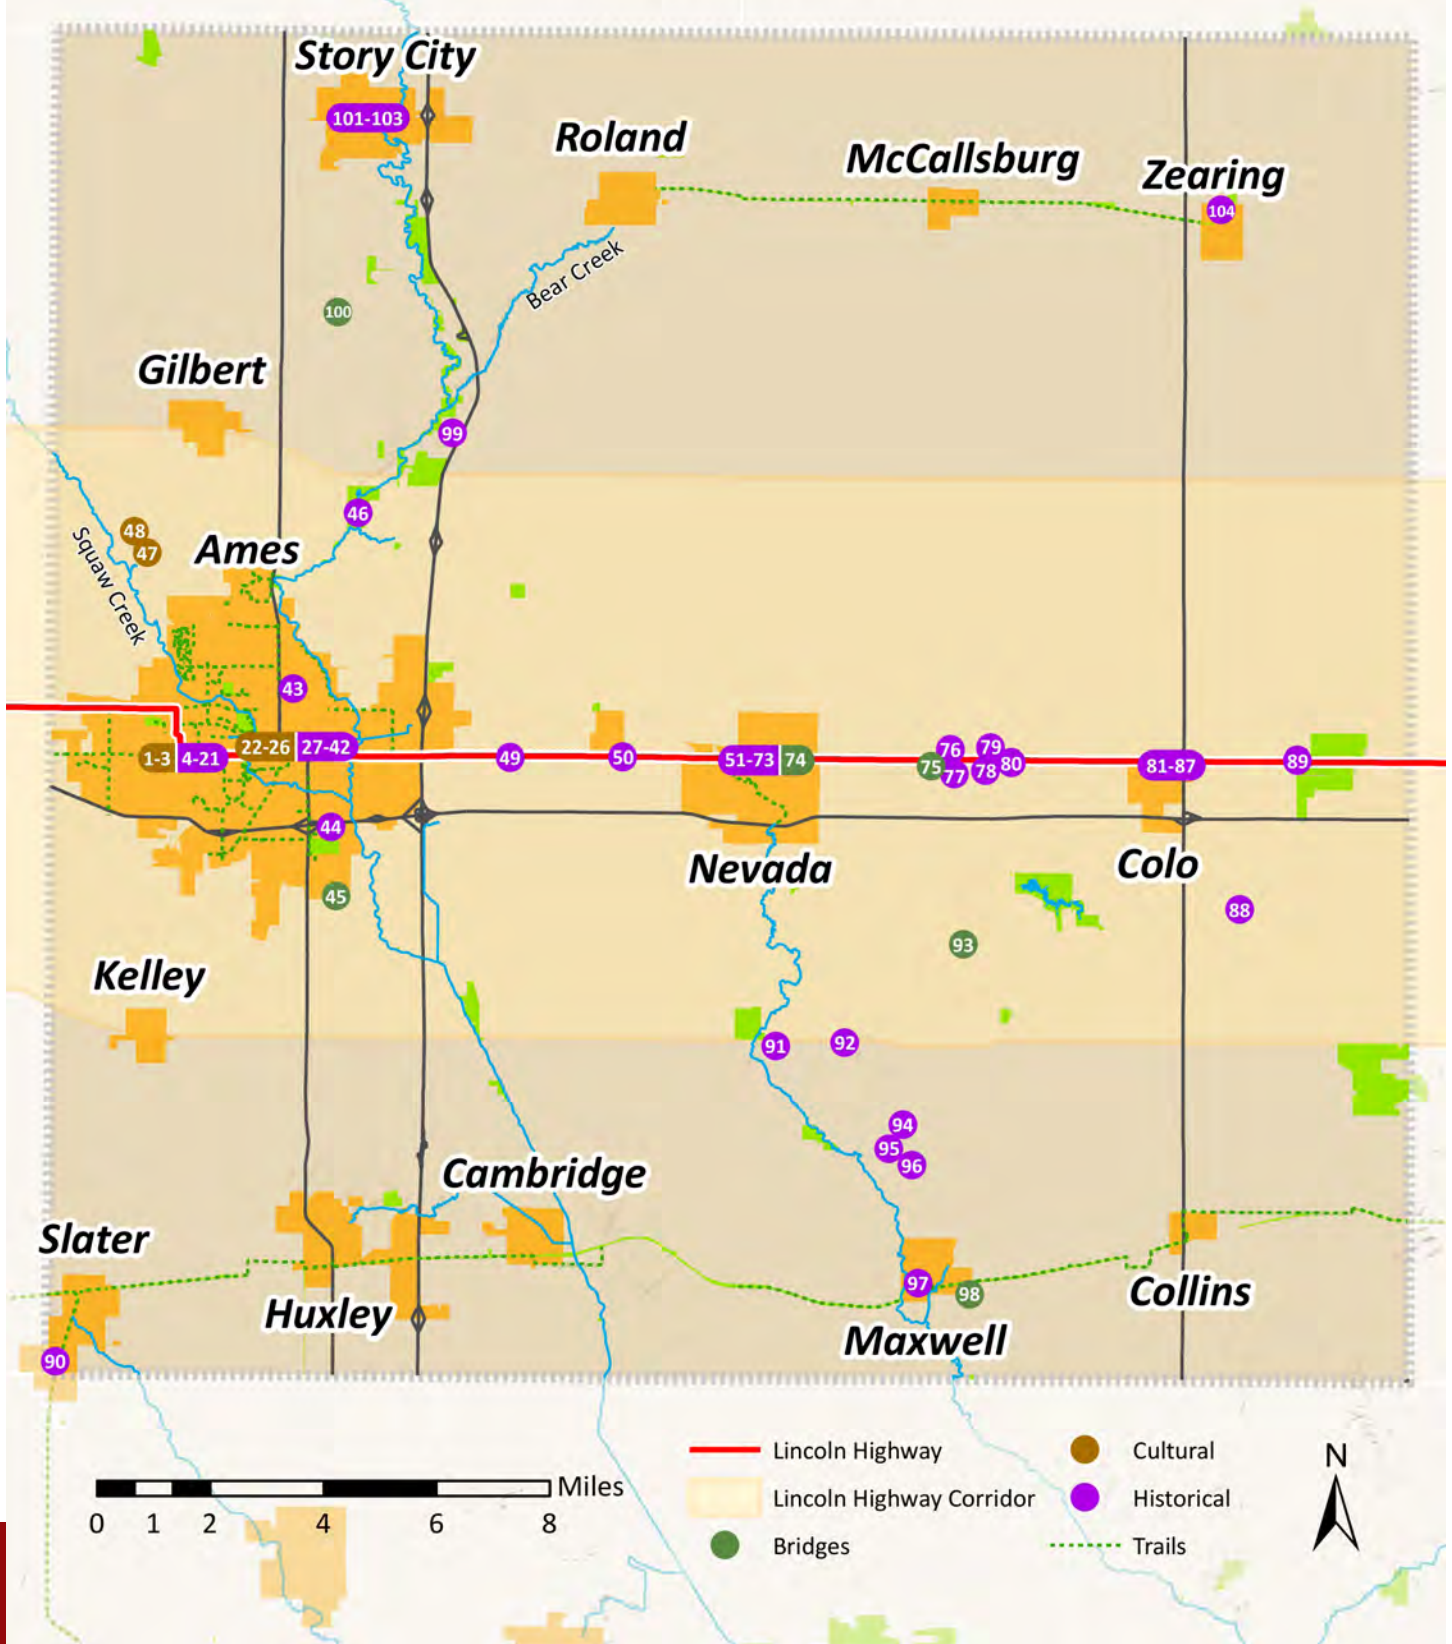 Story City
101-103
Roland
McCallsburg
Zearing
104
Bear Creek
100
Gilbert
99
46
48
47
Squaw Creek
Ames
43
1-3 4-21
22-26 27-42
49
50
51-73 74
75
76
77
78
79
80
81-87
89
44
45
Nevada
Colo
88
93
Kelley
91
92
94
95
96
Cambridge
Slater
Huxley
97
98
Maxwell
Collins
90
Miles
0 1 2 4 6 8
Lincoln Highway
Lincoln Highway Corridor
Bridges
Cultural
Historical
Trails
N